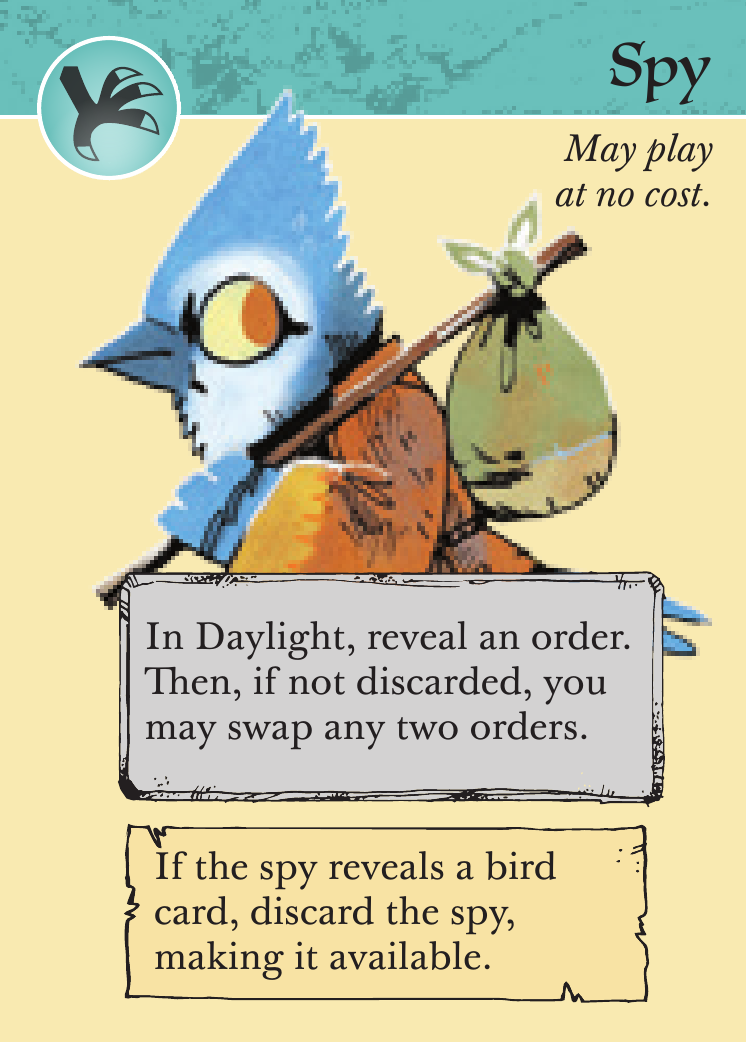 Spy
May play
at no cost.
In Daylight, reveal an order.
Then, if not discarded, you
may swap any two orders.
If the spy reveals a bird
card, discard the spy,
making it available.